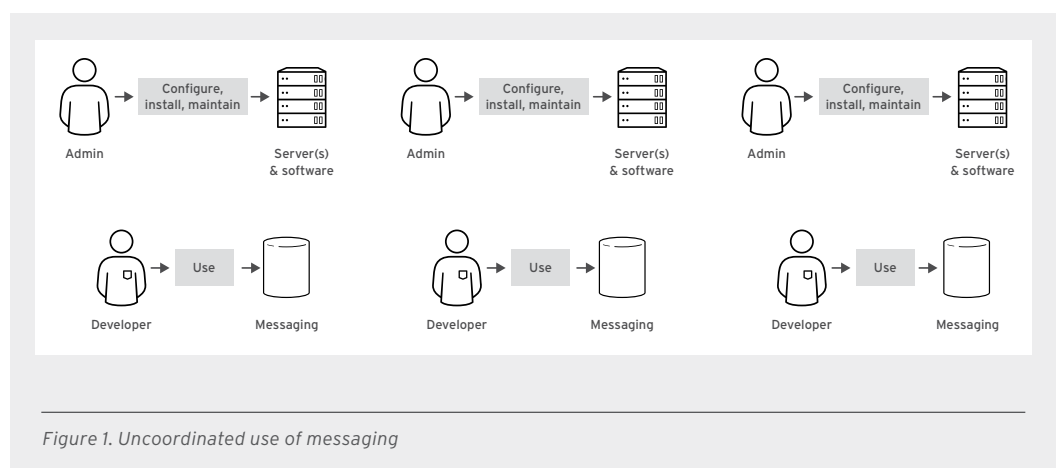 Configure,
install, maintain
Admin
Server(s)
& software
Configure,
install, maintain
Admin
Server(s)
& software
Configure,
install, maintain
Admin
Server(s)
& software
Use
Developer
Messaging
Use
Developer
Messaging
Use
Developer
Messaging
Figure 1. Uncoordinated use of messaging